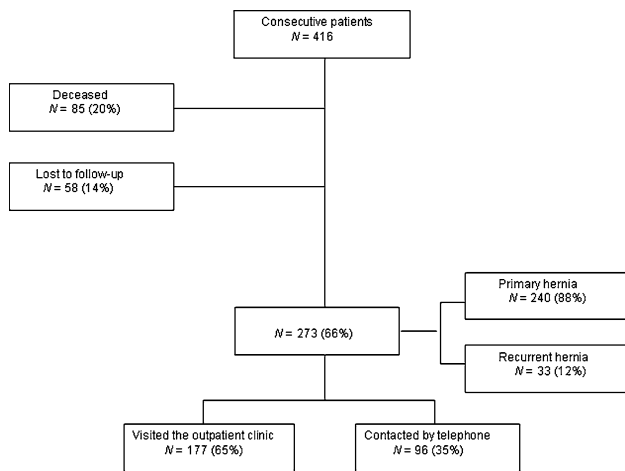 Consecutive patients
N = 416
Deceased
N = 85 (20%)
Lost to follow-up
N = 58 (14%)
Primary hernia
N = 240 (88%)
N = 273 (66%)
Recurrent hernia
N = 33 (12%)
Visited the outpatient clinic
N = 177 (65%)
Contacted by telephone
N = 96 (35%)